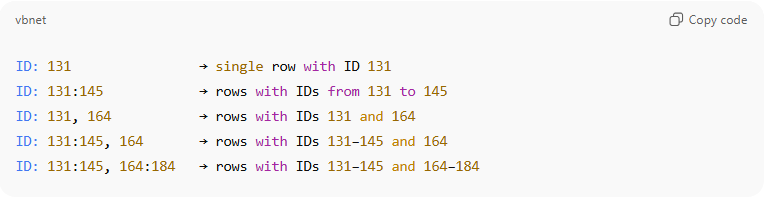 vbnet
Copy code
ID: 131 → single row with ID 131
ID: 131:145 → rows with IDs from 131 to 145
ID: 131, 164 → rows with IDs 131 and 164
ID: 131:145, 164 → rows with IDs 131–145 and 164
ID: 131:145, 164:184 → rows with IDs 131–145 and 164–184